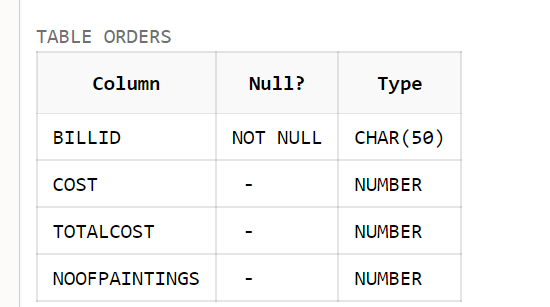 TABLE ORDERS
Column Null? Type
BILLID NOT NULL CHAR(50)
COST - NUMBER
TOTALCOST - NUMBER
NOOFPAINTINGS - NUMBER